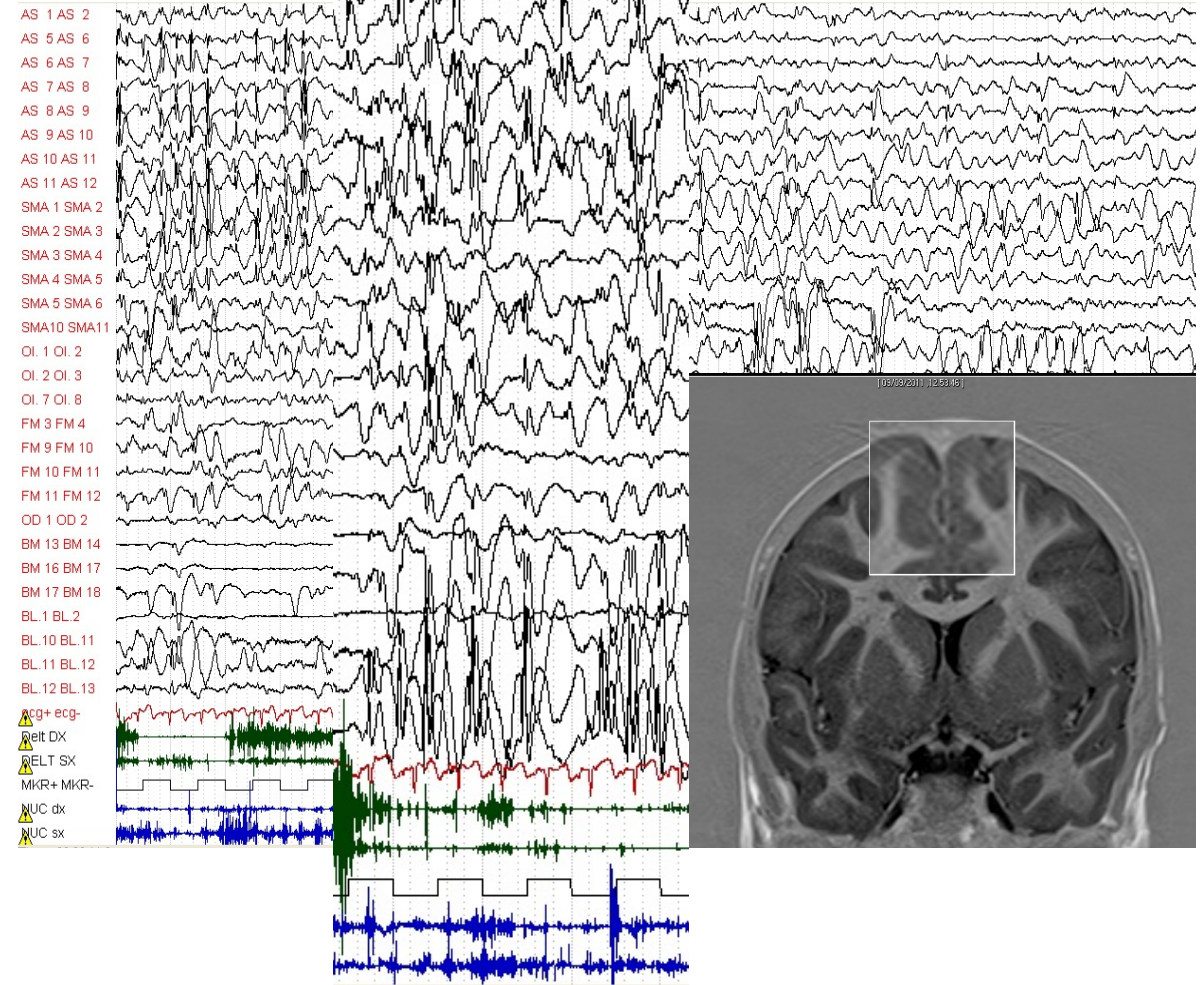 AS 1 AS 2
AS 5 AS 6
AS 6 AS 7
AS 7 AS 8
AS 8 AS 9
AS 9 AS 10
AS 10 AS 11
AS 11 AS 12
SMA 1 SMA 2
SMA 2 SMA 3
SMA 3 SMA 4
SMA 4 SMA 5
SMA 5 SMA 6
SMA10 SMA11
OI. 1 OI. 2
OI. 2 OI. 3
OI. 7 OI. 8
FM 3 FM 4
FM 9 FM 10
FM 10 FM 11
FM 11 FM 12
OD 1 OD 2
BM 13 BM 14
BM 16 BM 17
BM 17 BM 18
BL.1 BL.2
BL.10 BL.11
BL.11 BL.12
BL.12 BL.13
ecg+ ecg-
Delt DX
DELT SX
MKR+ MKR-
NUC dx
NUC sx
[ 09/09/2011 ,12:53:46 ]